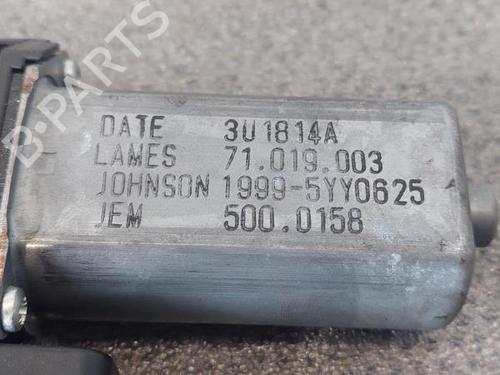 B-PARTS
DATE 3U1814A
LAMES 71.019.003
JOHNSON 1999-5YY0625
JEM 500.0158